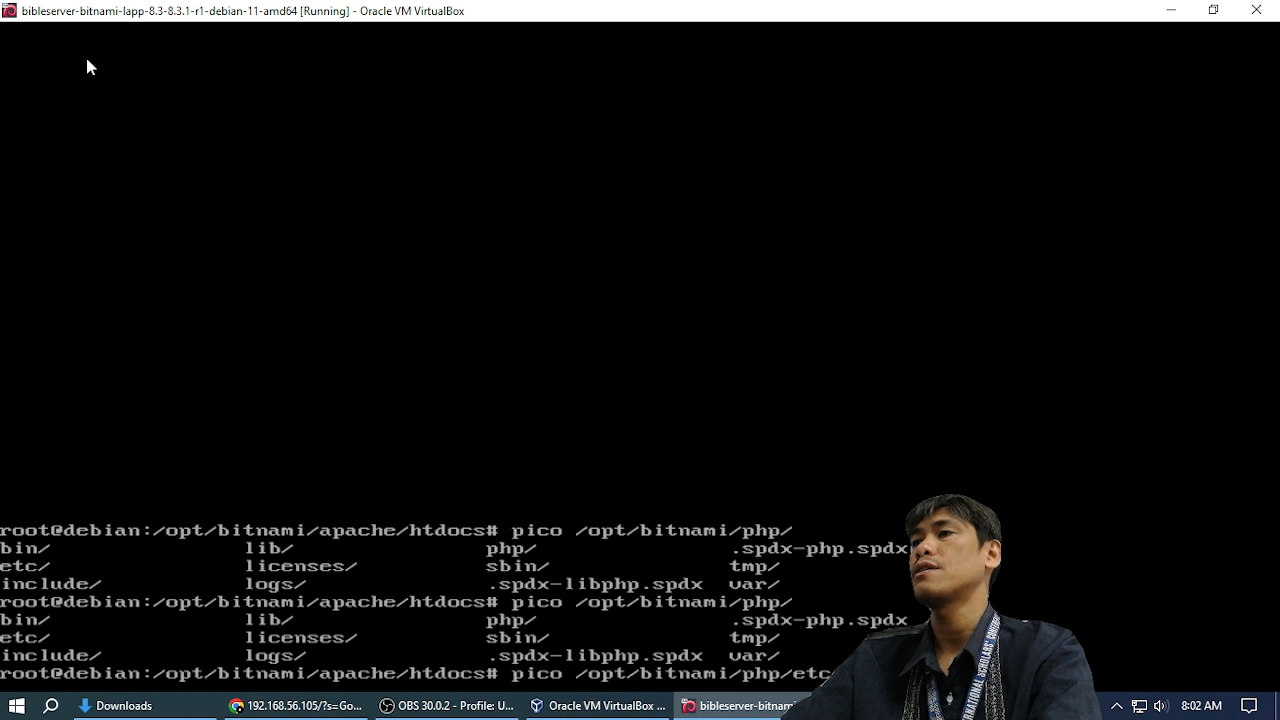 bibleserver-bitnami-lapp-8.3-8.3.1-r1-debian-11-amd64 [Running] - Oracle VM VirtualBox
root@debian:/opt/bitnami/apache/htdocs# pico /opt/bitnami/php/
bin/ lib/ php/ .spdx-php.spdx
etc/ licenses/ sbin/ tmp/
include/ logs/ .spdx-libphp.spdx var/
root@debian:/opt/bitnami/apache/htdocs# pico /opt/bitnami/php/
bin/ lib/ php/ .spdx-php.spdx
etc/ licenses/ sbin/ tmp/
include/ logs/ .spdx-libphp.spdx var/
root@debian:/opt/bitnami/apache/htdocs# pico /opt/bitnami/php/etc
Downloads 192.168.56.105/?s=Go... OBS 30.0.2 - Profile: U... Oracle VM VirtualBox ... bibleserver-bitnam 8:02 AM